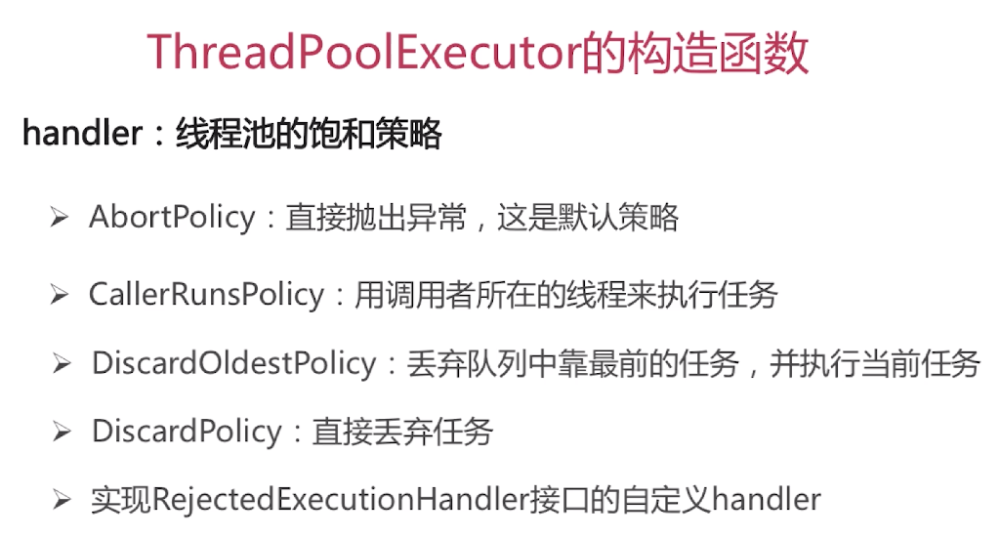 ThreadPoolExecutor的构造函数
handler：线程池的饱和策略
➢ AbortPolicy：直接抛出异常，这是默认策略
➢ CallerRunsPolicy：用调用者所在的线程来执行任务
➢ DiscardOldestPolicy：丢弃队列中靠最前的任务，并执行当前任务
➢ DiscardPolicy：直接丢弃任务
➢ 实现RejectedExecutionHandler接口的自定义handler